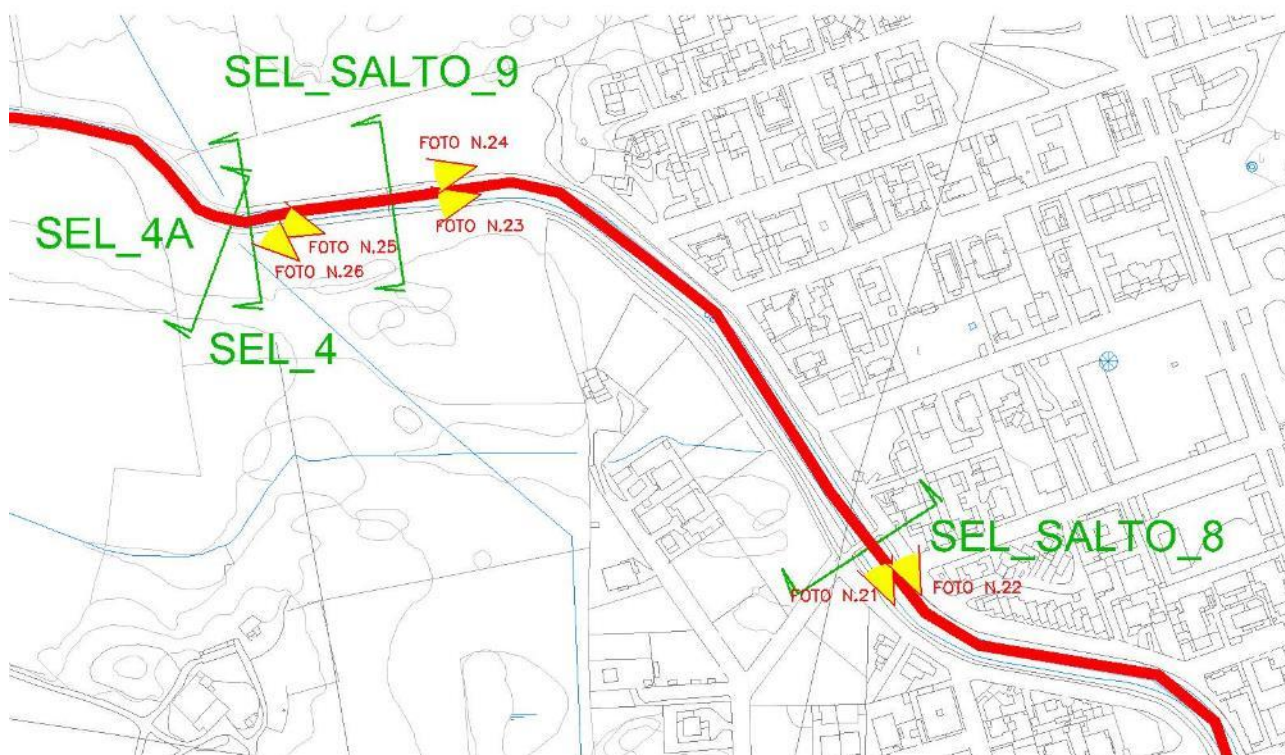 SEL_SALTO_9
FOTO N.24
FOTO N.23
SEL_4A
FOTO N.25
FOTO N.26
SEL_4
SEL_SALTO_8
FOTO N.21
FOTO N.22